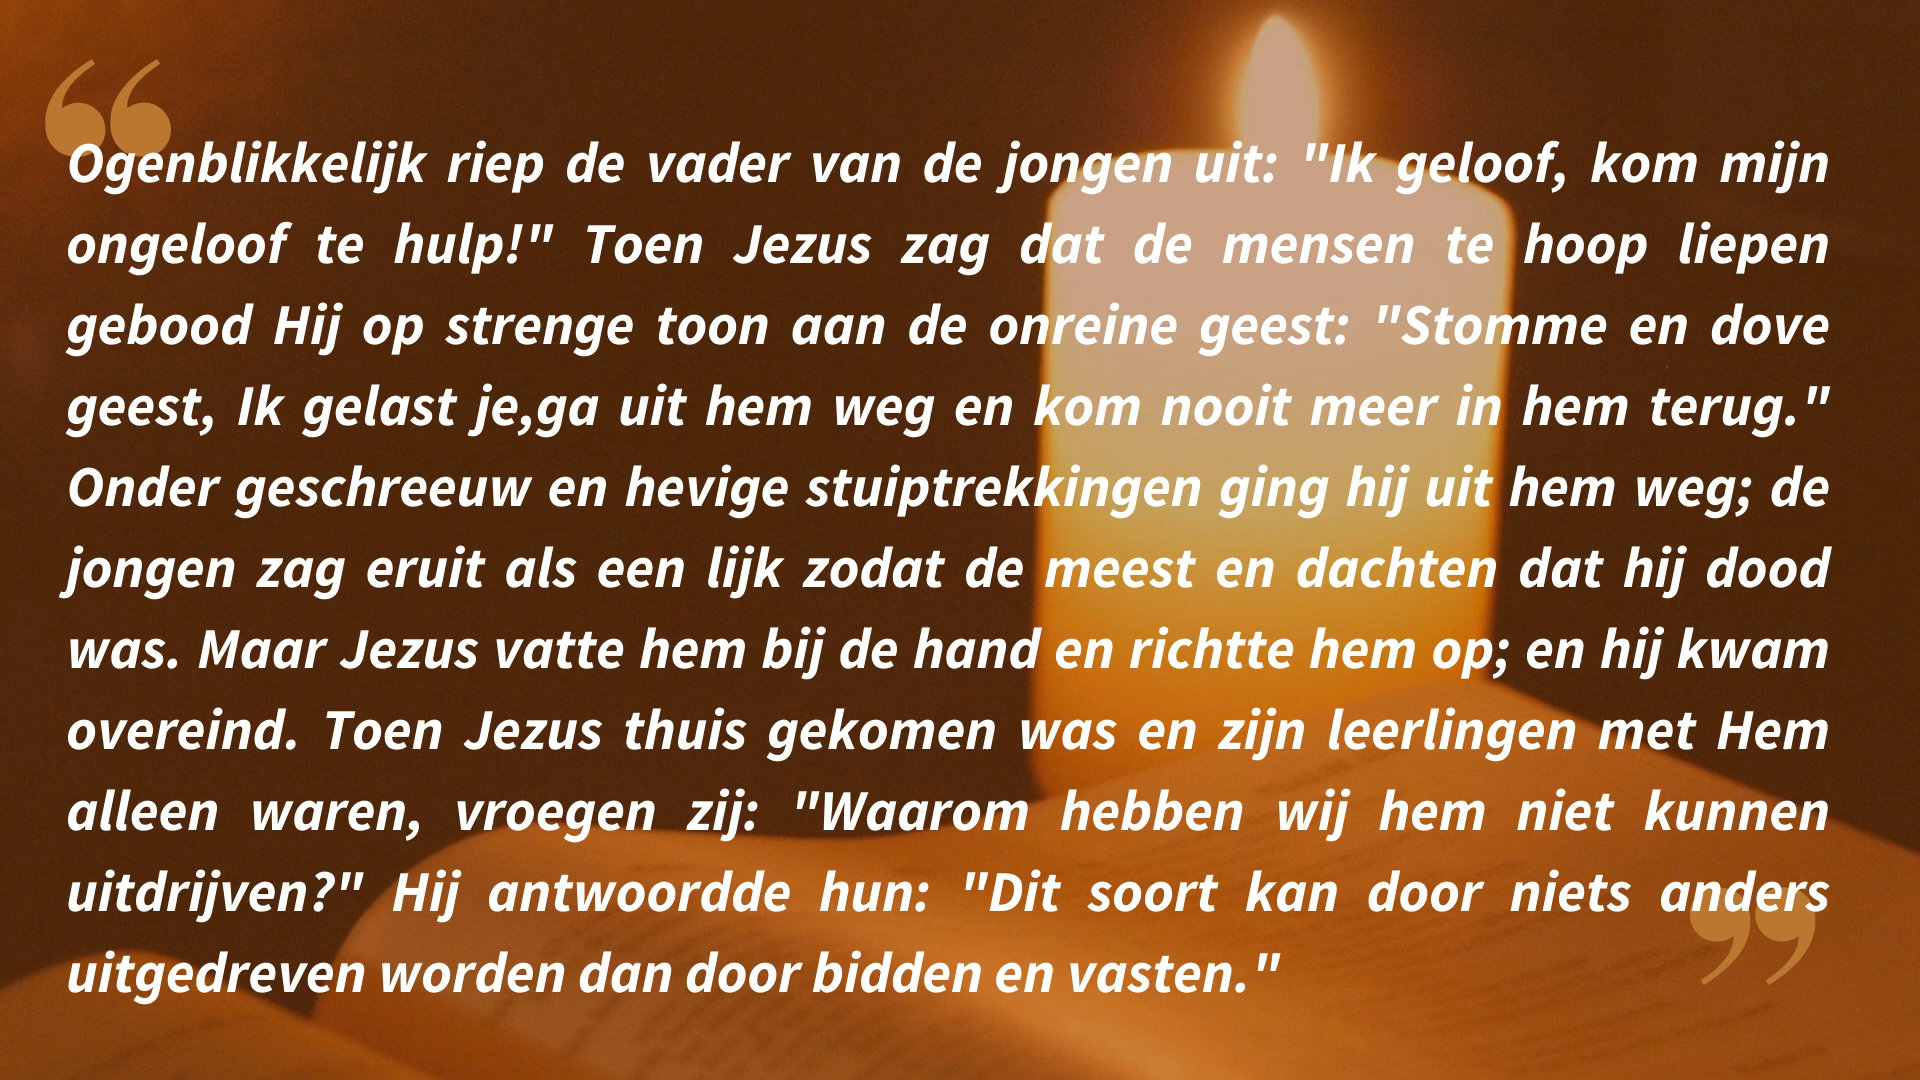 Ogenblikkelijk riep de vader van de jongen uit: "Ik geloof, kom mijn
ongeloof te hulp!" Toen Jezus zag dat de mensen te hoop liepen
gebood Hij op strenge toon aan de onreine geest: "Stomme en dove
geest, Ik gelast je,ga uit hem weg en kom nooit meer in hem terug."
Onder geschreeuw en hevige stuiptrekkingen ging hij uit hem weg; de
jongen zag eruit als een lijk zodat de meest en dachten dat hij dood
was. Maar Jezus vatte hem bij de hand en richtte hem op; en hij kwam
overeind. Toen Jezus thuis gekomen was en zijn leerlingen met Hem
alleen waren, vroegen zij: "Waarom hebben wij hem niet kunnen
uitdrijven?" Hij antwoordde hun: "Dit soort kan door niets anders
uitgedreven worden dan door bidden en vasten."